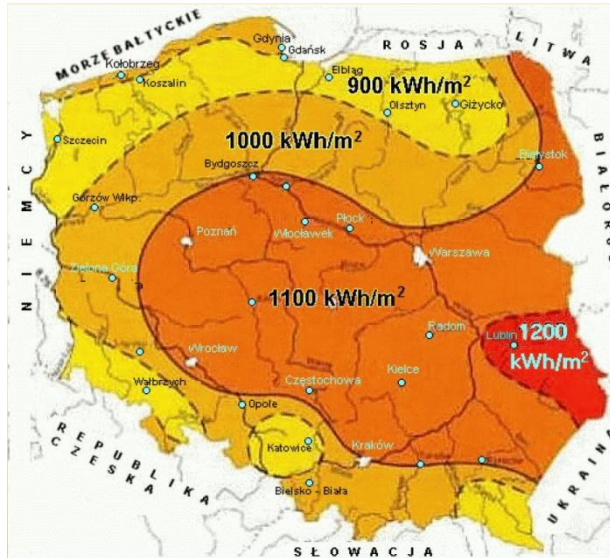 MORZE BAŁTYCKIE
ROSJA
LITWA
BIAŁORUŚ
UKRAINA
SŁOWACJA
REPUBLIKA
CZESKA
NIEMCY
Gdynia
Gdańsk
Kołobrzeg
Koszalin
Elbląg
900 kWh/m²
Olsztyn
Giżycko
Szczecin
1000 kWh/m²
Bydgoszcz
Białystok
Gorzów Wlkp.
Płock
Włocławek
Poznań
Warszawa
Zielona Góra
1100 kWh/m²
Radom
Lublin
1200
kWh/m²
Wrocław
Kielce
Wałbrzych
Częstochowa
Opole
Katowice
Kraków
Bielsko - Biała